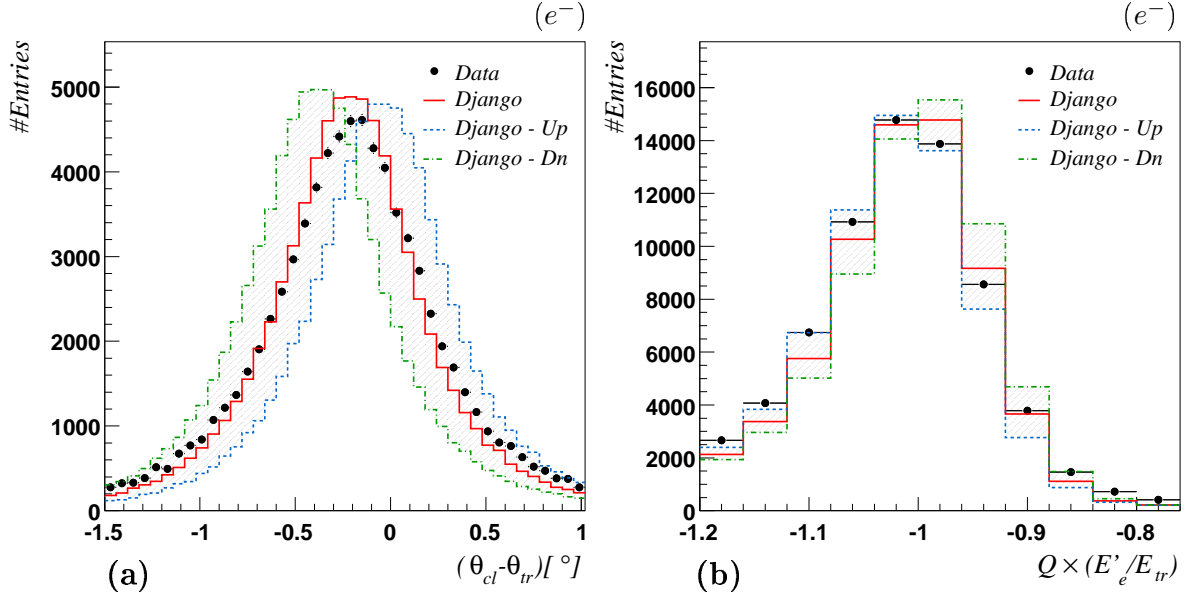 (e⁻)
#Entries
5000
4000
3000
2000
1000
0
-1.5 -1 -0.5 0 0.5 1
Data
Django
Django - Up
Django - Dn
(θcl-θtr)[°]
(a)
(e⁻)
#Entries
16000
14000
12000
10000
8000
6000
4000
2000
0
-1.2 -1.1 -1 -0.9 -0.8
Data
Django
Django - Up
Django - Dn
Q×(E'e/Etr)
(b)